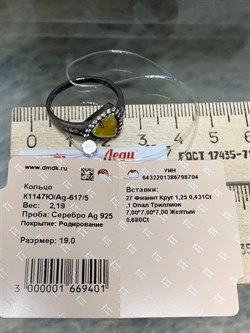 Леди
ГОСТ 17435-7
www.dmdk.ru
УИН
6432201386798704
Кольцо
К1147Ю/Ag-617/5
Вес: 2,19
Проба: Серебро Ag 925
Покрытие: Родирование
Размер: 19.0
Вставки:
27 Фианит Круг 1,25 0,431Ct
.1 Опал Триллион
7,00*7,00*7.00 Желтый
0,680Ct
3 000001 669401